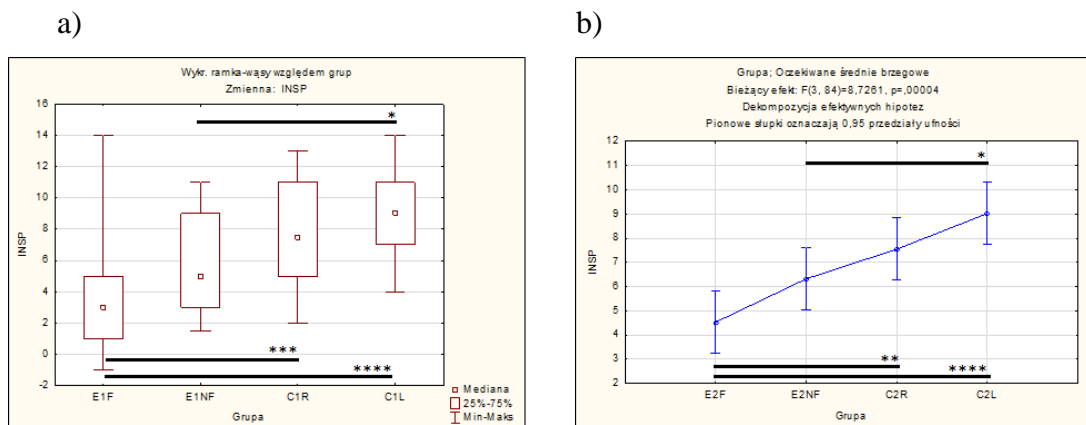 a)
Wykr. ramka-wąsy względem grup
Zmienna: INSP
16
14
12
10
8
6
4
2
0
-2
INSP
*
***
****
E1F E1NF C1R C1L
Grupa
Mediana
25%-75%
Min-Maks
b)
Grupa; Oczekiwane średnie brzegowe
Bieżący efekt: F(3, 84)=8,7261, p=,00004
Dekompozycja efektywnych hipotez
Pionowe słupki oznaczają 0,95 przedziały ufności
12
11
10
9
8
7
6
5
4
3
2
INSP
*
**
****
E2F E2NF C2R C2L
Grupa